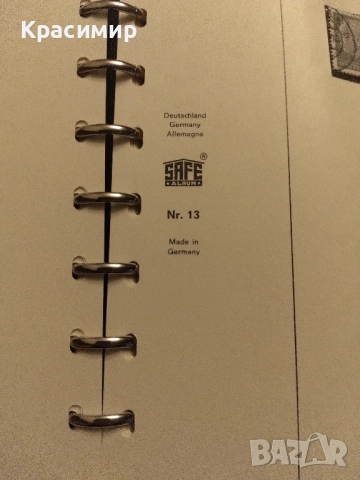 Красимир
Deutschland
Germany
Allemagne
SAFE ®
ALBUM
Nr. 13
Made in
Germany
BAZAR